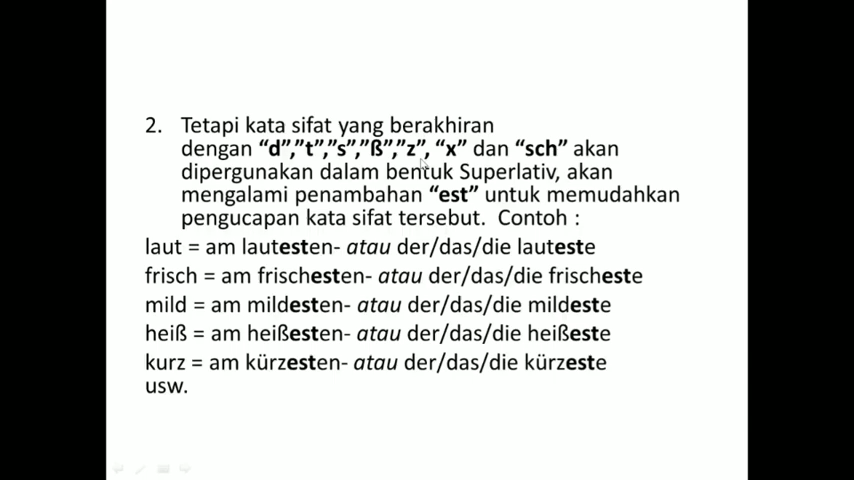 2. Tetapi kata sifat yang berakhiran
dengan “d”,”t”,”s”,”ß”,”z”, “x” dan “sch” akan
dipergunakan dalam bentuk Superlativ, akan
mengalami penambahan “est” untuk memudahkan
pengucapan kata sifat tersebut. Contoh :
laut = am lautesten- atau der/das/die lauteste
frisch = am frischesten- atau der/das/die frischeste
mild = am mildesten- atau der/das/die mildeste
heiß = am heißesten- atau der/das/die heißeste
kurz = am kürzesten- atau der/das/die kürzeste
usw.